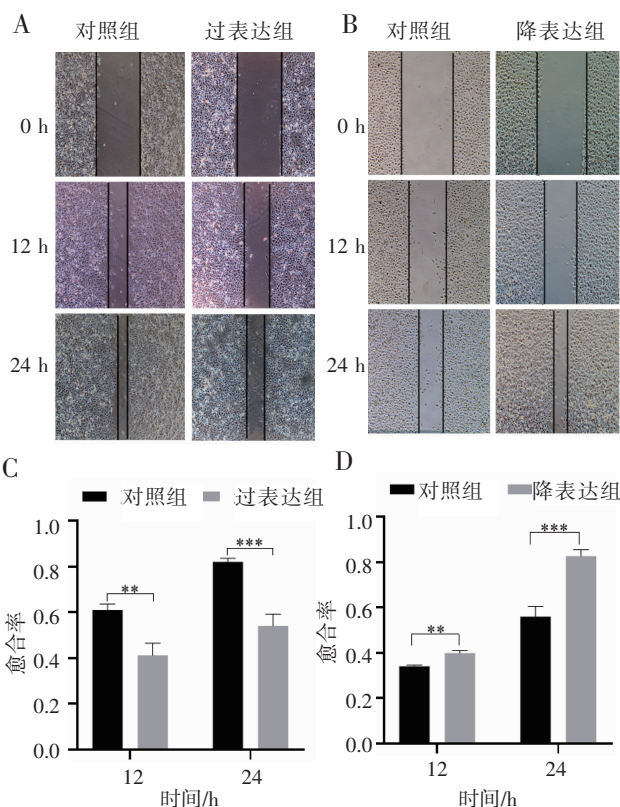 A 对照组 过表达组
B 对照组 降表达组
0 h
12 h
24 h
0 h
12 h
24 h
C
对照组 过表达组
愈合率
1.0
0.8
0.6
0.4
0.2
0.0
**
***
12 24
时间/h
D
对照组 降表达组
愈合率
1.0
0.8
0.6
0.4
0.2
0.0
**
***
12 24
时间/h